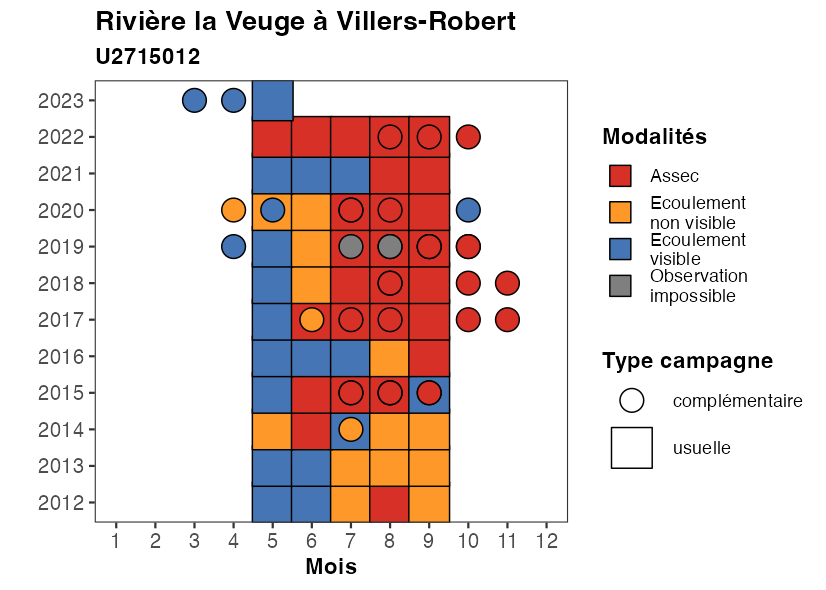 Rivière la Veuge à Villers-Robert
U2715012
2023
2022
2021
2020
2019
2018
2017
2016
2015
2014
2013
2012
1 2 3 4 5 6 7 8 9 10 11 12
Mois
Modalités
Assec
Ecoulement
non visible
Ecoulement
visible
Observation
impossible
Type campagne
complémentaire
usuelle